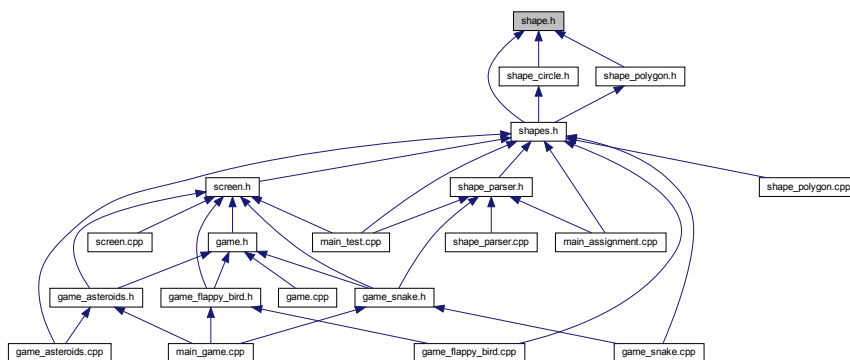 shape.h
shape_circle.h
shape_polygon.h
shapes.h
screen.h
shape_parser.h
shape_polygon.cpp
screen.cpp
game.h
main_test.cpp
shape_parser.cpp
main_assignment.cpp
game_asteroids.h
game_flappy_bird.h
game.cpp
game_snake.h
game_asteroids.cpp
main_game.cpp
game_flappy_bird.cpp
game_snake.cpp